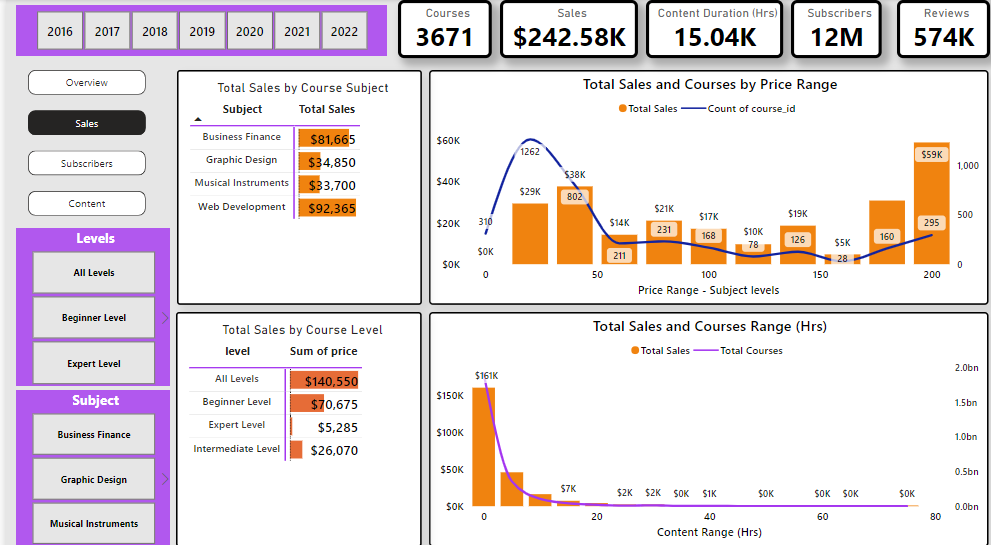 2016 2017 2018 2019 2020 2021 2022
Courses
3671
Sales
$242.58K
Content Duration (Hrs)
15.04K
Subscribers
12M
Reviews
574K
Overview
Sales
Subscribers
Content
Levels
All Levels
Beginner Level
Expert Level
Subject
Business Finance
Graphic Design
Musical Instruments
Total Sales by Course Subject
Subject Total Sales
Business Finance $81,665
Graphic Design $34,850
Musical Instruments $33,700
Web Development $92,365
Total Sales and Courses by Price Range
Total Sales Count of course_id
$60K
$40K
$20K
$0K
1,000
500
0
$0K $29K $38K $14K $21K $17K $10K $19K $5K $59K
310 1262 802 211 231 168 78 126 28 160 295
0 50 100 150 200
Price Range - Subject levels
Total Sales by Course Level
level Sum of price
All Levels $140,550
Beginner Level $70,675
Expert Level $5,285
Intermediate Level $26,070
Total Sales and Courses Range (Hrs)
Total Sales Total Courses
$150K
$100K
$50K
$0K
2.0bn
1.5bn
1.0bn
0.5bn
0.0bn
$161K $7K $2K $2K $0K $1K $0K $0K $0K $0K
0 20 40 60 80
Content Range (Hrs)